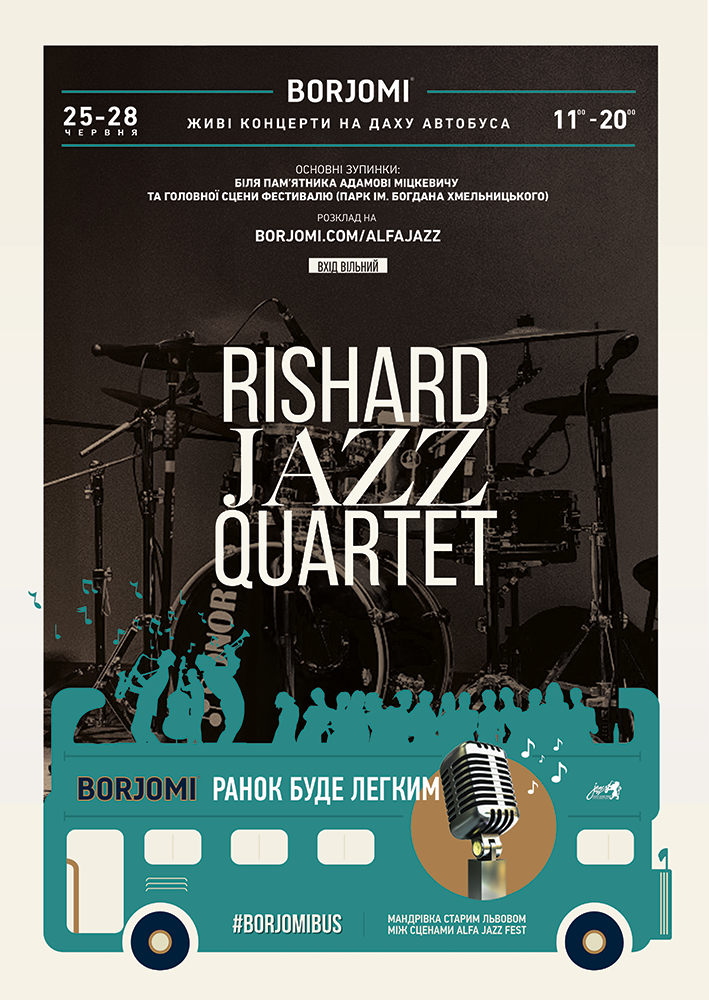 BORJOMI
25-28
ЧЕРВНЯ
ЖИВІ КОНЦЕРТИ НА ДАХУ АВТОБУСА
11⁰⁰ - 20⁰⁰
ОСНОВНІ ЗУПИНКИ:
БІЛЯ ПАМ'ЯТНИКА АДАМОВІ МІЦКЕВИЧУ
ТА ГОЛОВНОЇ СЦЕНИ ФЕСТИВАЛЮ (ПАРК ІМ. БОГДАНА ХМЕЛЬНИЦЬКОГО)
РОЗКЛАД НА
BORJOMI.COM/ALFAJAZZ
ВХІД ВІЛЬНИЙ
RISHARD
JAZZ
QUARTET
BORJOMI РАНОК БУДЕ ЛЕГКИМ
#BORJOMIBUS
МАНДРІВКА СТАРИМ ЛЬВОВОМ
МІЖ СЦЕНАМИ ALFA JAZZ FEST